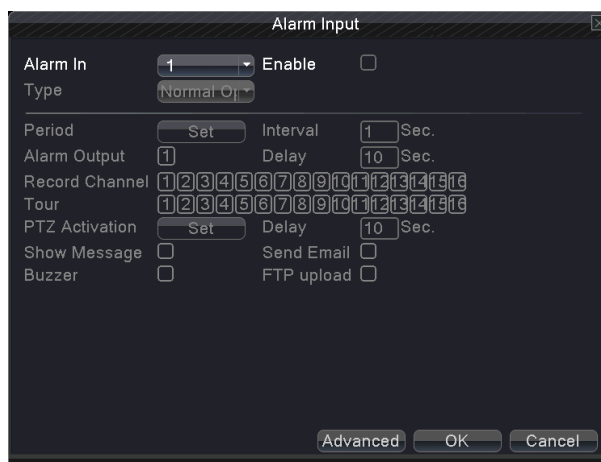 Alarm Input
Alarm In 1 Enable
Type Normal Op
Period Set Interval 1 Sec.
Alarm Output 1 Delay 10 Sec.
Record Channel 1 2 3 4 5 6 7 8 9 10 11 12 13 14 15 16
Tour 1 2 3 4 5 6 7 8 9 10 11 12 13 14 15 16
PTZ Activation Set Delay 10 Sec.
Show Message Send Email
Buzzer FTP upload
Advanced OK Cancel